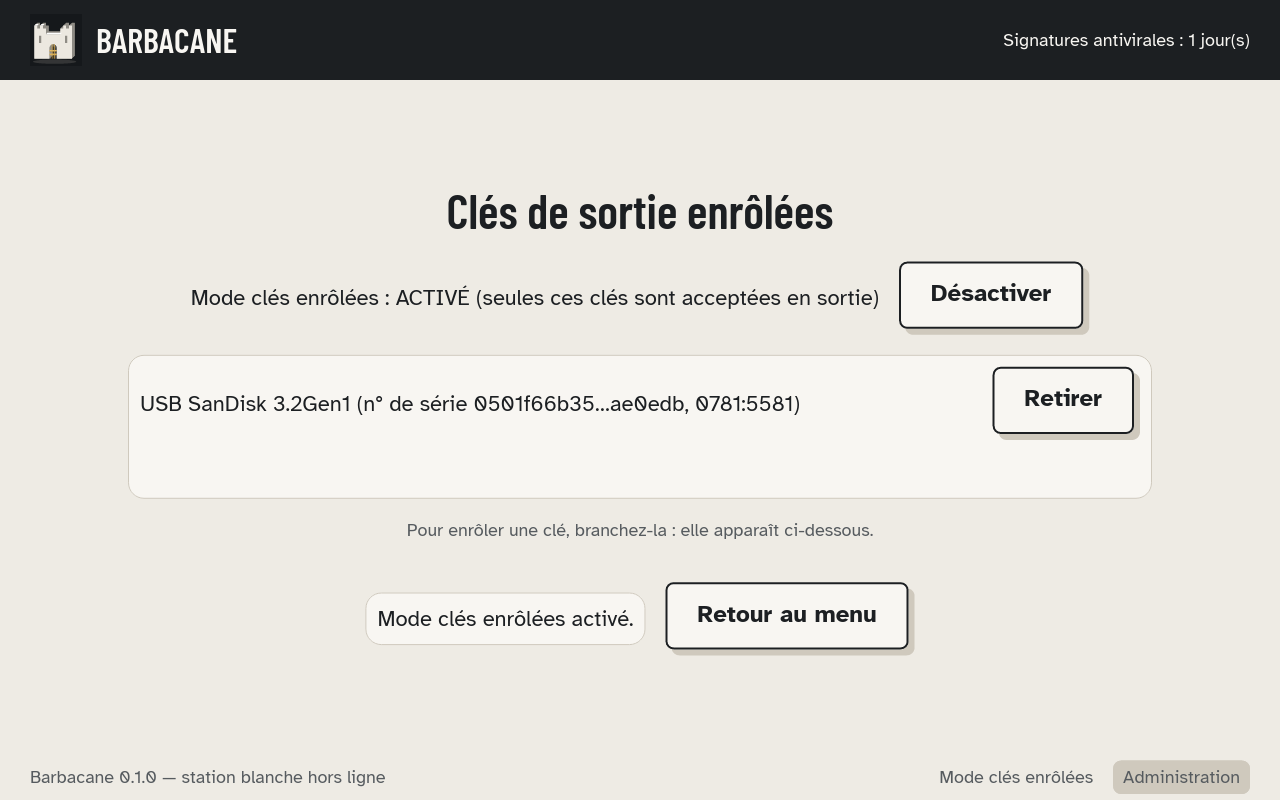 BARBACANE
Signatures antivirales : 1 jour(s)
Clés de sortie enrôlées
Mode clés enrôlées : ACTIVÉ (seules ces clés sont acceptées en sortie)
Désactiver
USB SanDisk 3.2Gen1 (n° de série 0501f66b35…ae0edb, 0781:5581)
Retirer
Pour enrôler une clé, branchez-la : elle apparaît ci-dessous.
Mode clés enrôlées activé.
Retour au menu
Barbacane 0.1.0 — station blanche hors ligne
Mode clés enrôlées
Administration